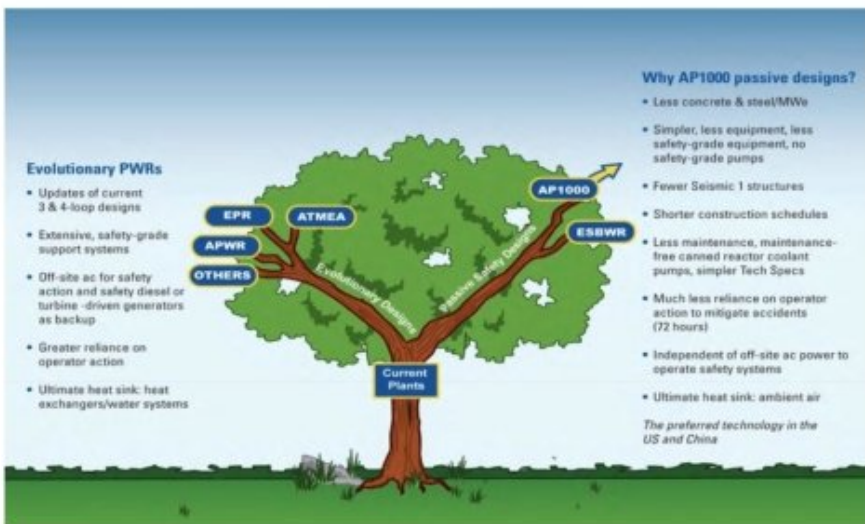 Evolutionary PWRs
• Updates of current
3 & 4-loop designs
• Extensive, safety-grade
support systems
• Off-site ac for safety
action and safety diesel or
turbine -driven generators
as backup
• Greater reliance on
operator action
• Ultimate heat sink: heat
exchangers/water systems
EPR
ATMEA
APWR
OTHERS
Evolutionary Designs
Passive Safety Designs
AP1000
ESBWR
Current
Plants
Why AP1000 passive designs?
• Less concrete & steel/MWe
• Simpler, less equipment, less
safety-grade equipment, no
safety-grade pumps
• Fewer Seismic 1 structures
• Shorter construction schedules
• Less maintenance, maintenance-
free canned reactor coolant
pumps, simpler Tech Specs
• Much less reliance on operator
action to mitigate accidents
(72 hours)
• Independent of off-site ac power to
operate safety systems
• Ultimate heat sink: ambient air
The preferred technology in the
US and China